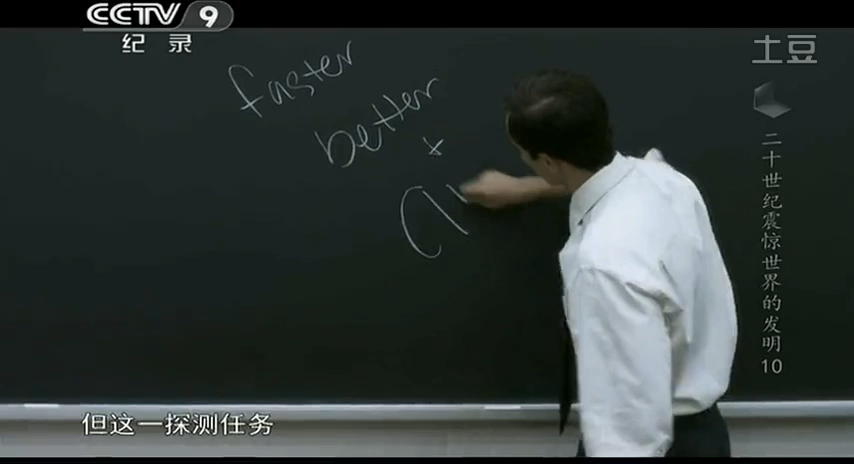 CCTV 9
纪录
土豆
faster
better
+
二十世纪震惊世界的发明 10
但这一探测任务